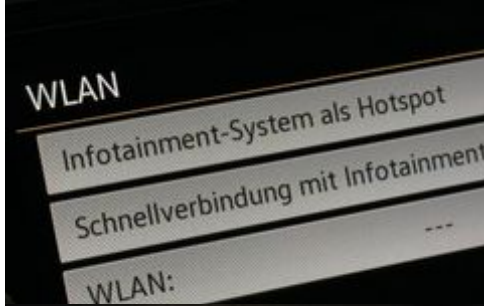 WLAN
Infotainment-System als Hotspot
Schnellverbindung mit Infotainment
WLAN: ---